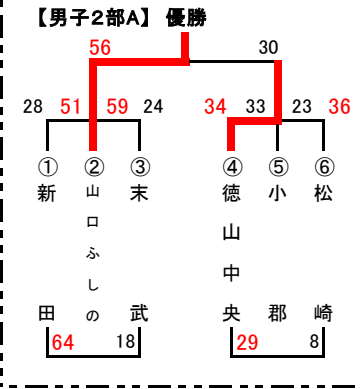 【男子２部A】 優勝
56 30
28 51 59 24 34 33 23 36
① ② ③ ④ ⑤ ⑥
新田
山口ふしの
末武
徳山中央
小郡
松崎
64 18 29 8